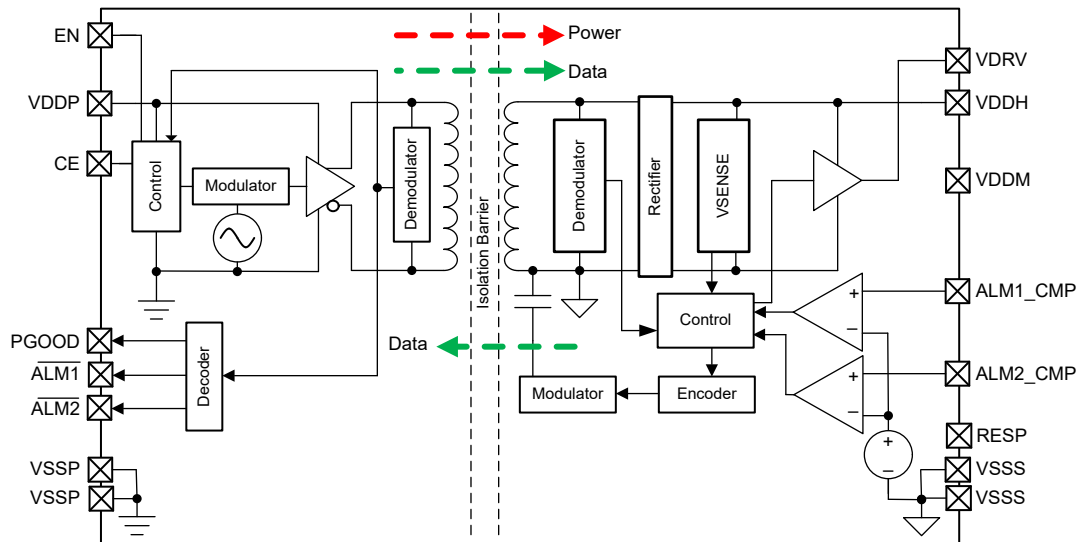 EN
VDDP
CE
Control
Modulator
Demodulator
Isolation Barrier
Power
Data
Demodulator
Rectifier
VSENSE
VDRV
VDDH
VDDM
ALM1_CMP
ALM2_CMP
RESP
VSSS
VSSS
+
−
+
−
+
−
Control
Encoder
Modulator
Data
PGOOD
ALM1
ALM2
Decoder
VSSP
VSSP